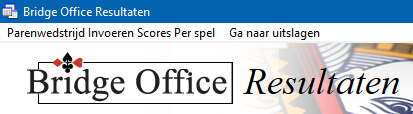 Bridge Office Resultaten
Parenwedstrijd Invoeren Scores Per spel Ga naar uitslagen
Bridge Office Resultaten